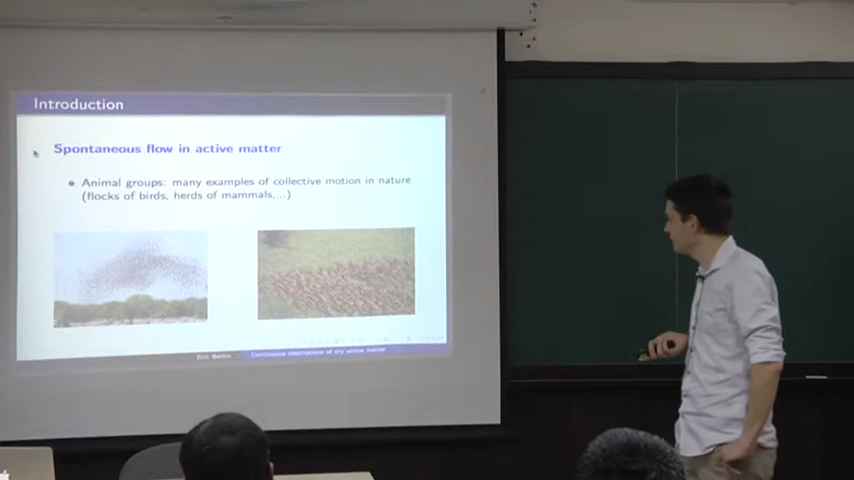 Introduction
Spontaneous flow in active matter
Animal groups: many examples of collective motion in nature
(flocks of birds, herds of mammals,...)
Eric Bertin Continuous descriptions of dry active matter